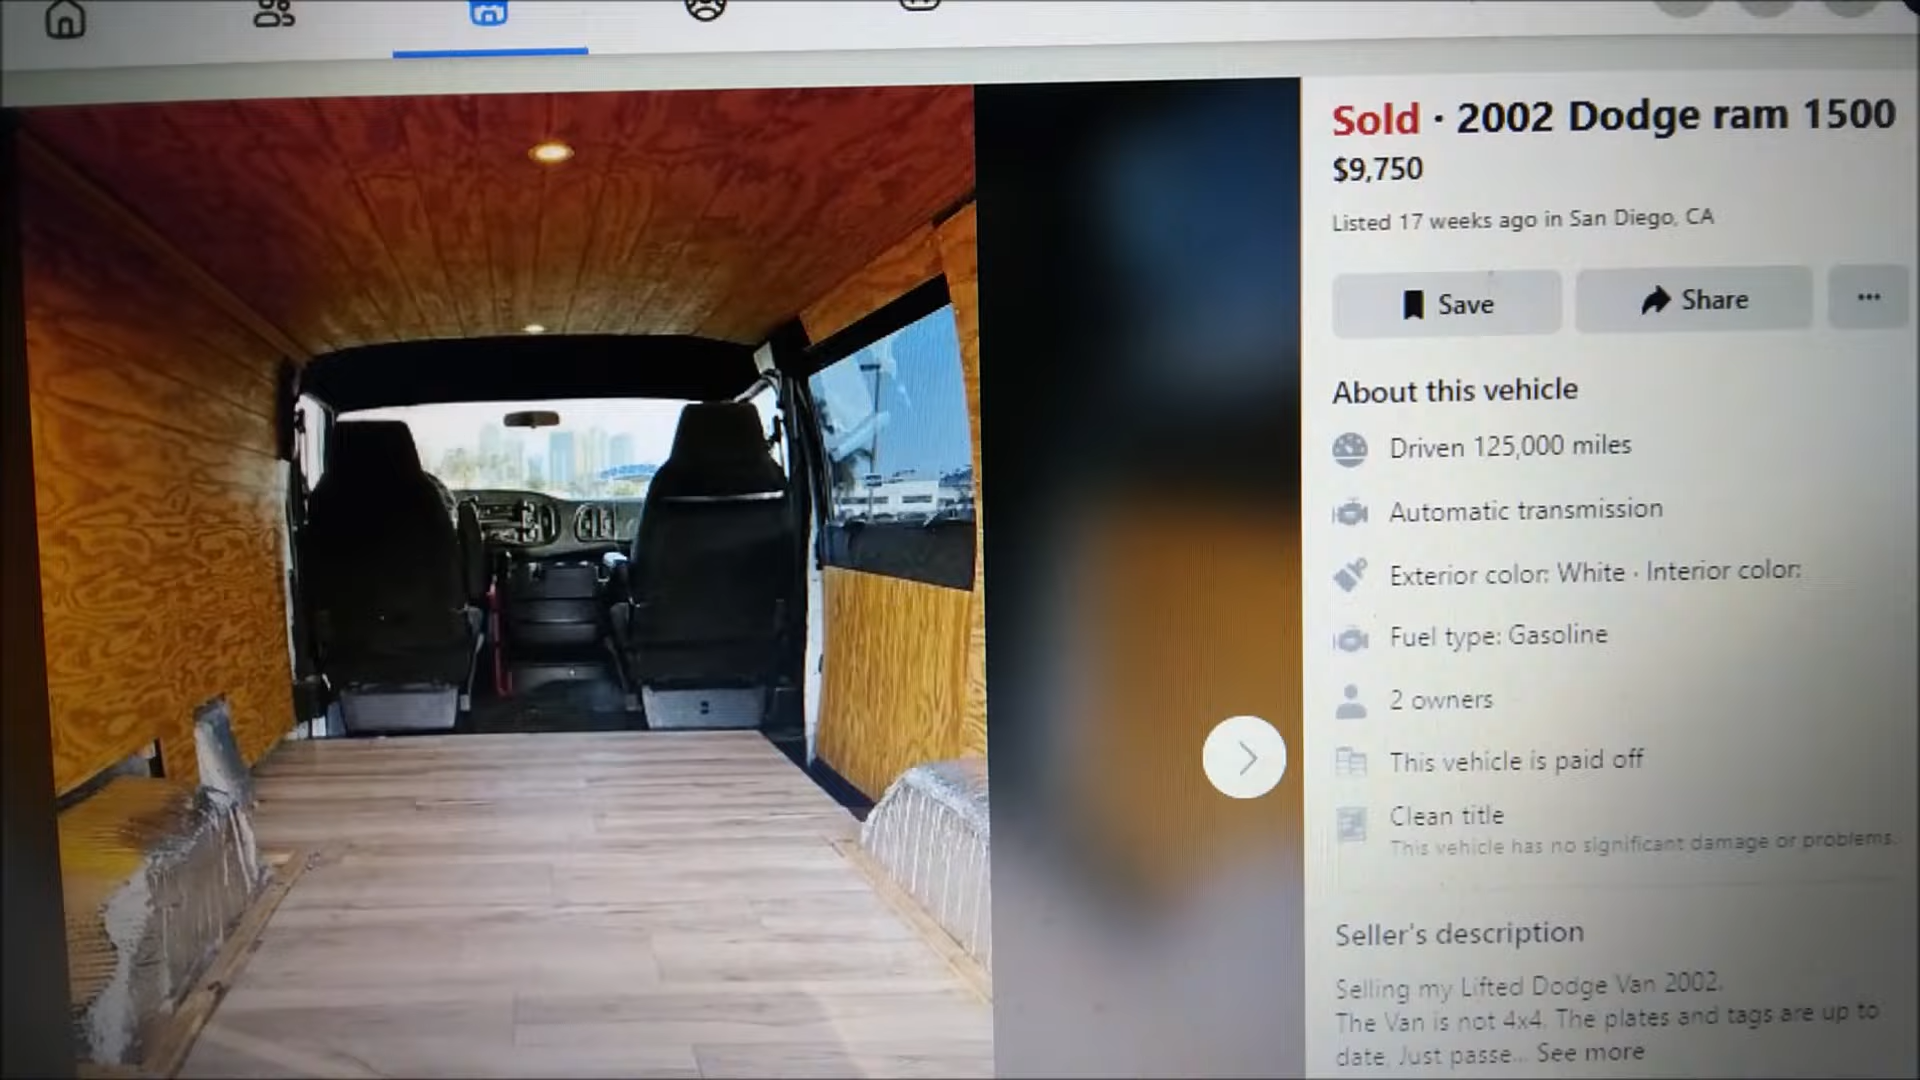 Sold · 2002 Dodge ram 1500
$9,750
Listed 17 weeks ago in San Diego, CA
Save
Share
About this vehicle
Driven 125,000 miles
Automatic transmission
Exterior color: White · Interior color:
Fuel type: Gasoline
2 owners
This vehicle is paid off
Clean title
This vehicle has no significant damage or problems.
Seller's description
Selling my Lifted Dodge Van 2002.
The Van is not 4x4. The plates and tags are up to
date. Just passe... See more